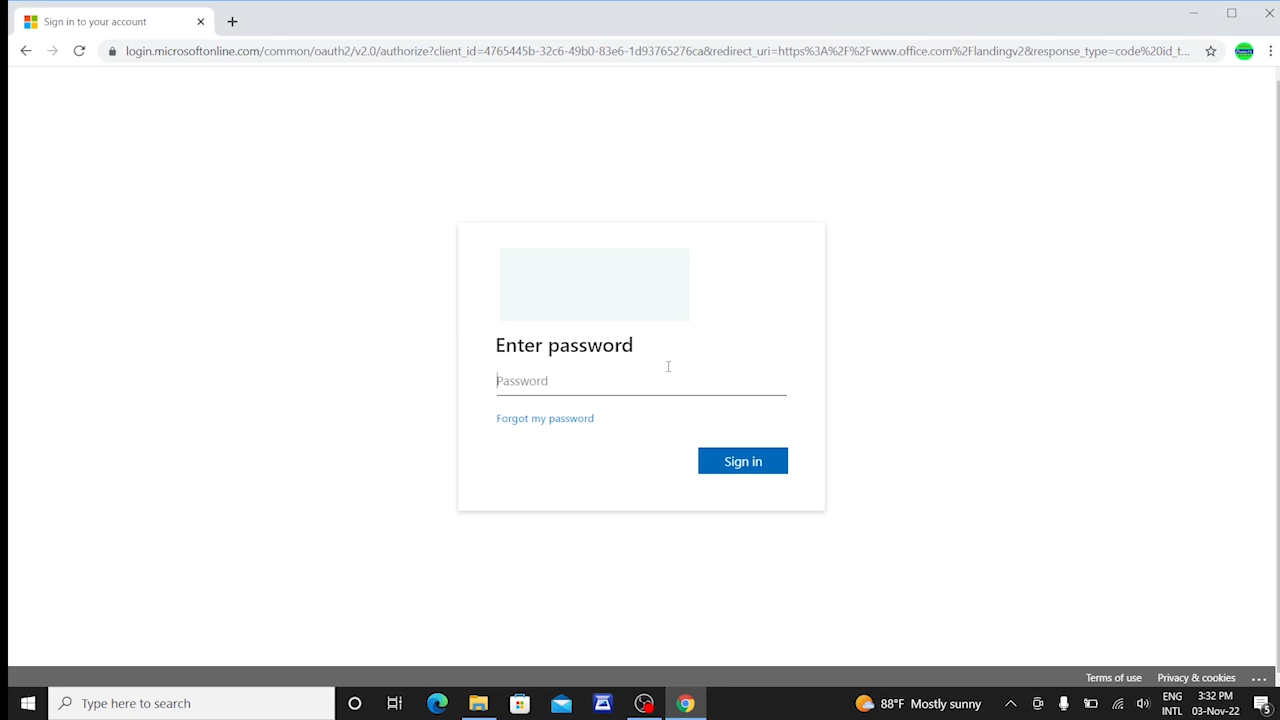 Sign in to your account
login.microsoftonline.com/common/oauth2/v2.0/authorize?client_id=4765445b-32c6-49b0-83e6-1d93765276ca&redirect_uri=https%3A%2F%2Fwww.office.com%2Flandingv2&response_type=code%20id_t...
Enter password
Password
Forgot my password
Sign in
Terms of use Privacy & cookies ...
Type here to search
88°F Mostly sunny
ENG 3:32 PM
INTL 03-Nov-22
5